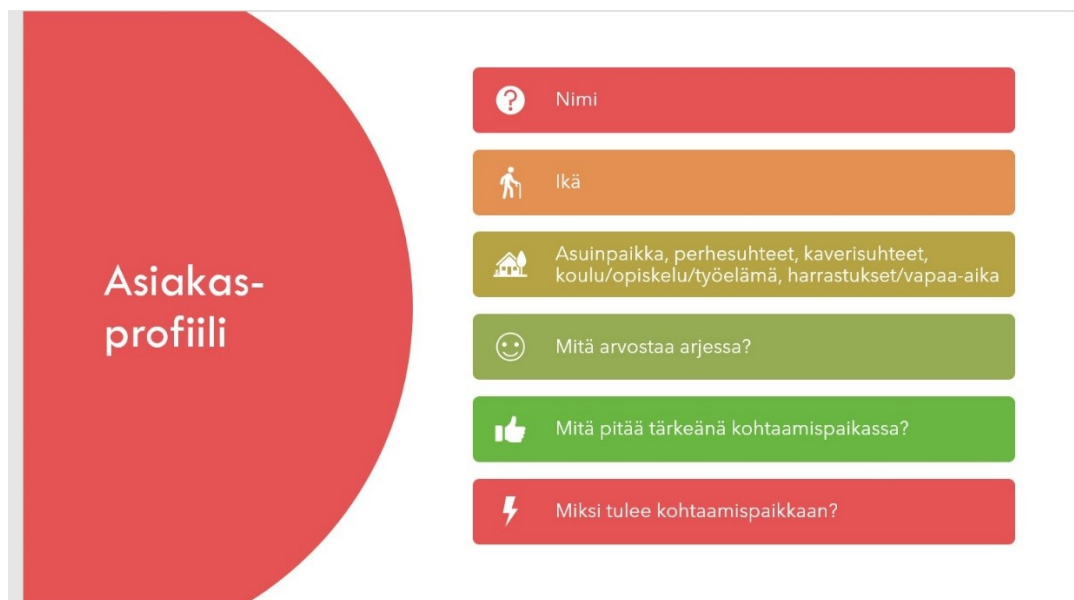 Asiakas-
profiili
Nimi
Ikä
Asuinpaikka, perhesuhteet, kaverisuhteet,
koulu/opiskelu/työelämä, harrastukset/vapaa-aika
Mitä arvostaa arjessa?
Mitä pitää tärkeänä kohtaamispaikassa?
Miksi tulee kohtaamispaikkaan?